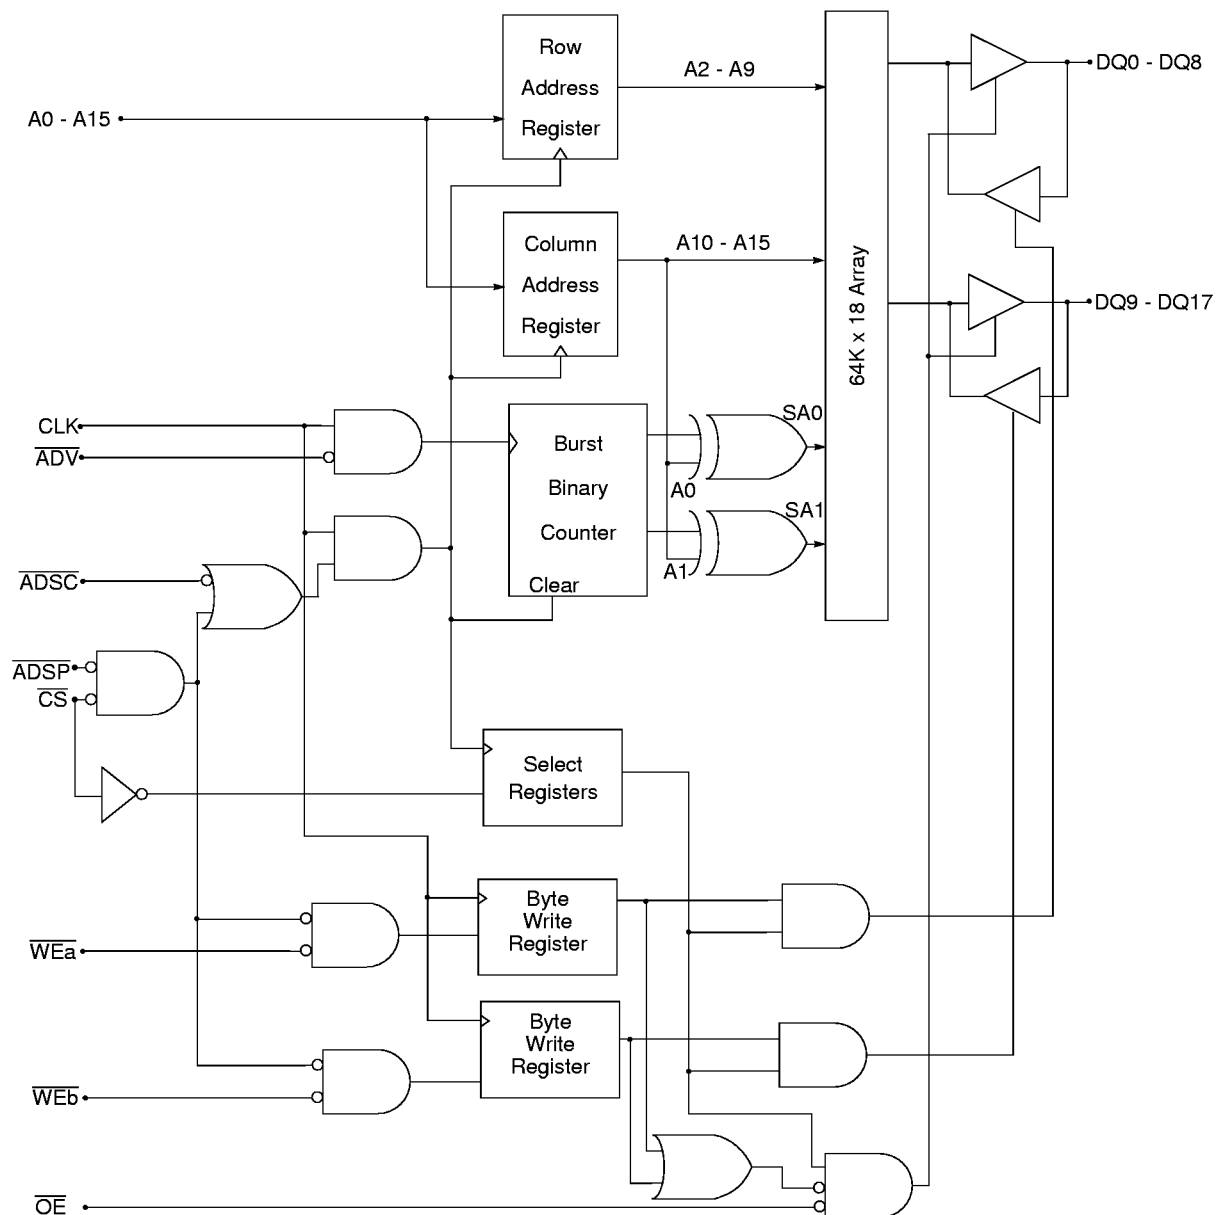 Row
Address
Register
A2 - A9
DQ0 - DQ8
A0 - A15
Column
Address
Register
A10 - A15
64K x 18 Array
DQ9 - DQ17
CLK
ADV
Burst
Binary
Counter
Clear
SA0
A0
SA1
A1
ADSC
ADSP
CS
Select
Registers
Byte
Write
Register
WEa
Byte
Write
Register
WEb
OE